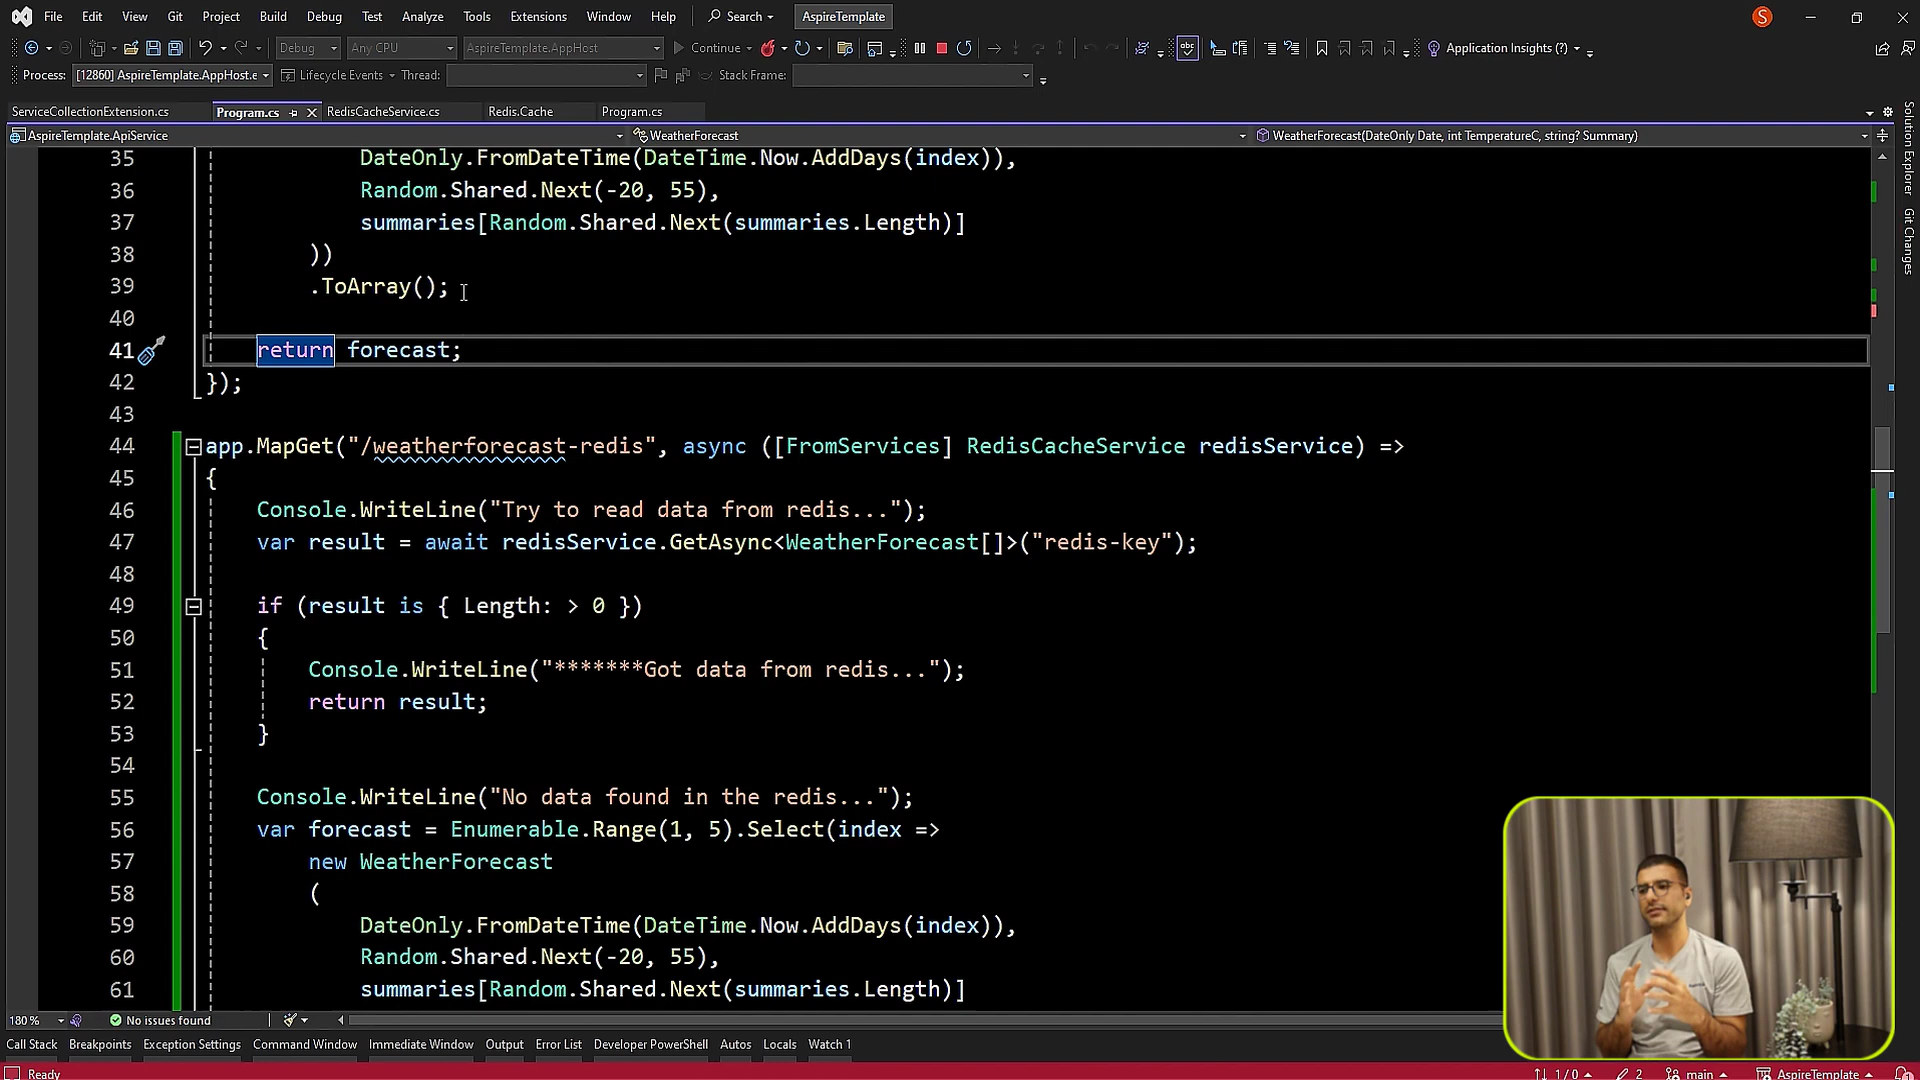 File Edit View Git Project Build Debug Test Analyze Tools Extensions Window Help Search AspireTemplate S
Debug Any CPU AspireTemplate.AppHost Continue abc Application Insights (?)
Process: [12860] AspireTemplate.AppHost.e Lifecycle Events Thread: Stack Frame:
ServiceCollectionExtension.cs Program.cs RedisCacheService.cs Redis.Cache Program.cs
AspireTemplate.ApiService WeatherForecast WeatherForecast(DateOnly Date, int TemperatureC, string? Summary)
35 DateOnly.FromDateTime(DateTime.Now.AddDays(index)),
36 Random.Shared.Next(-20, 55),
37 summaries[Random.Shared.Next(summaries.Length)]
38 ))
39 .ToArray();
40
41 return forecast;
42 });
43
44 app.MapGet("/weatherforecast-redis", async ([FromServices] RedisCacheService redisService) =>
45 {
46 Console.WriteLine("Try to read data from redis...");
47 var result = await redisService.GetAsync<WeatherForecast[]>("redis-key");
48
49 if (result is { Length: > 0 })
50 {
51 Console.WriteLine("*******Got data from redis...");
52 return result;
53 }
54
55 Console.WriteLine("No data found in the redis...");
56 var forecast = Enumerable.Range(1, 5).Select(index =>
57 new WeatherForecast
58 (
59 DateOnly.FromDateTime(DateTime.Now.AddDays(index)),
60 Random.Shared.Next(-20, 55),
61 summaries[Random.Shared.Next(summaries.Length)]
Solution Explorer
Git Changes
180 % No issues found
Call Stack Breakpoints Exception Settings Command Window Immediate Window Output Error List Developer PowerShell Autos Locals Watch 1
Ready 1 / 0 2 main AspireTemplate